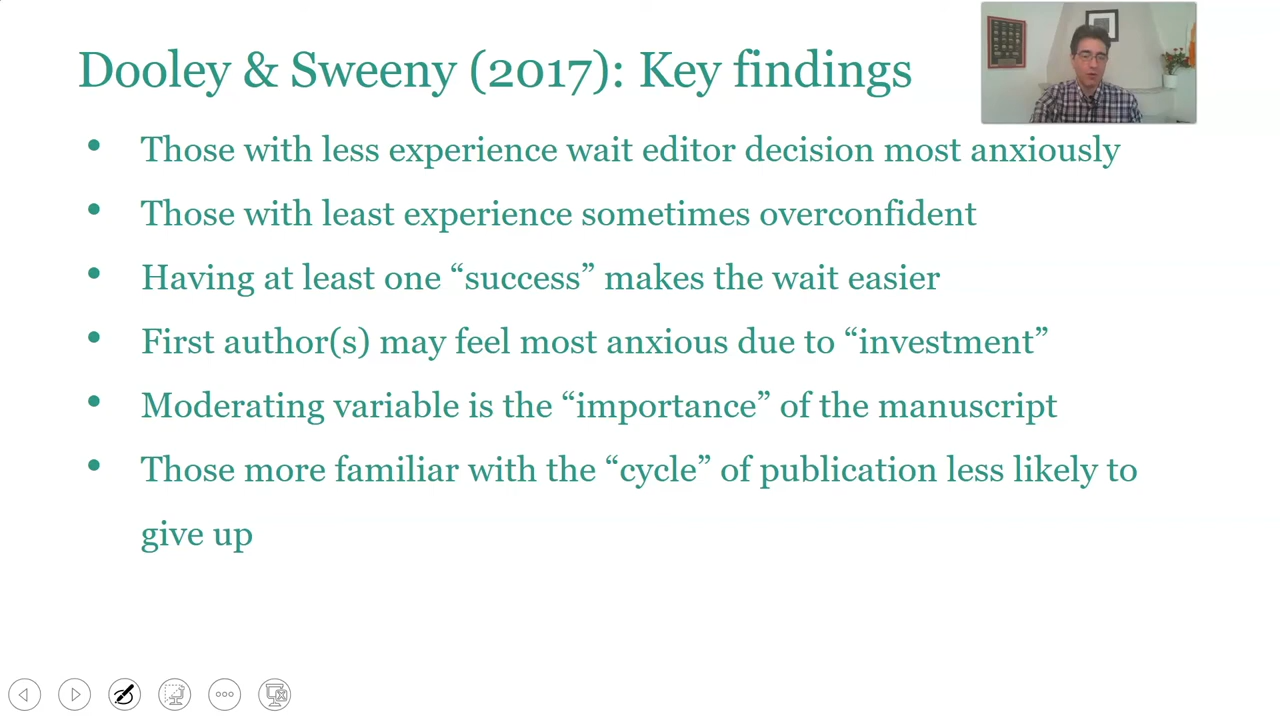 Dooley & Sweeny (2017): Key findings
• Those with less experience wait editor decision most anxiously
• Those with least experience sometimes overconfident
• Having at least one “success” makes the wait easier
• First author(s) may feel most anxious due to “investment”
• Moderating variable is the “importance” of the manuscript
• Those more familiar with the “cycle” of publication less likely to
give up